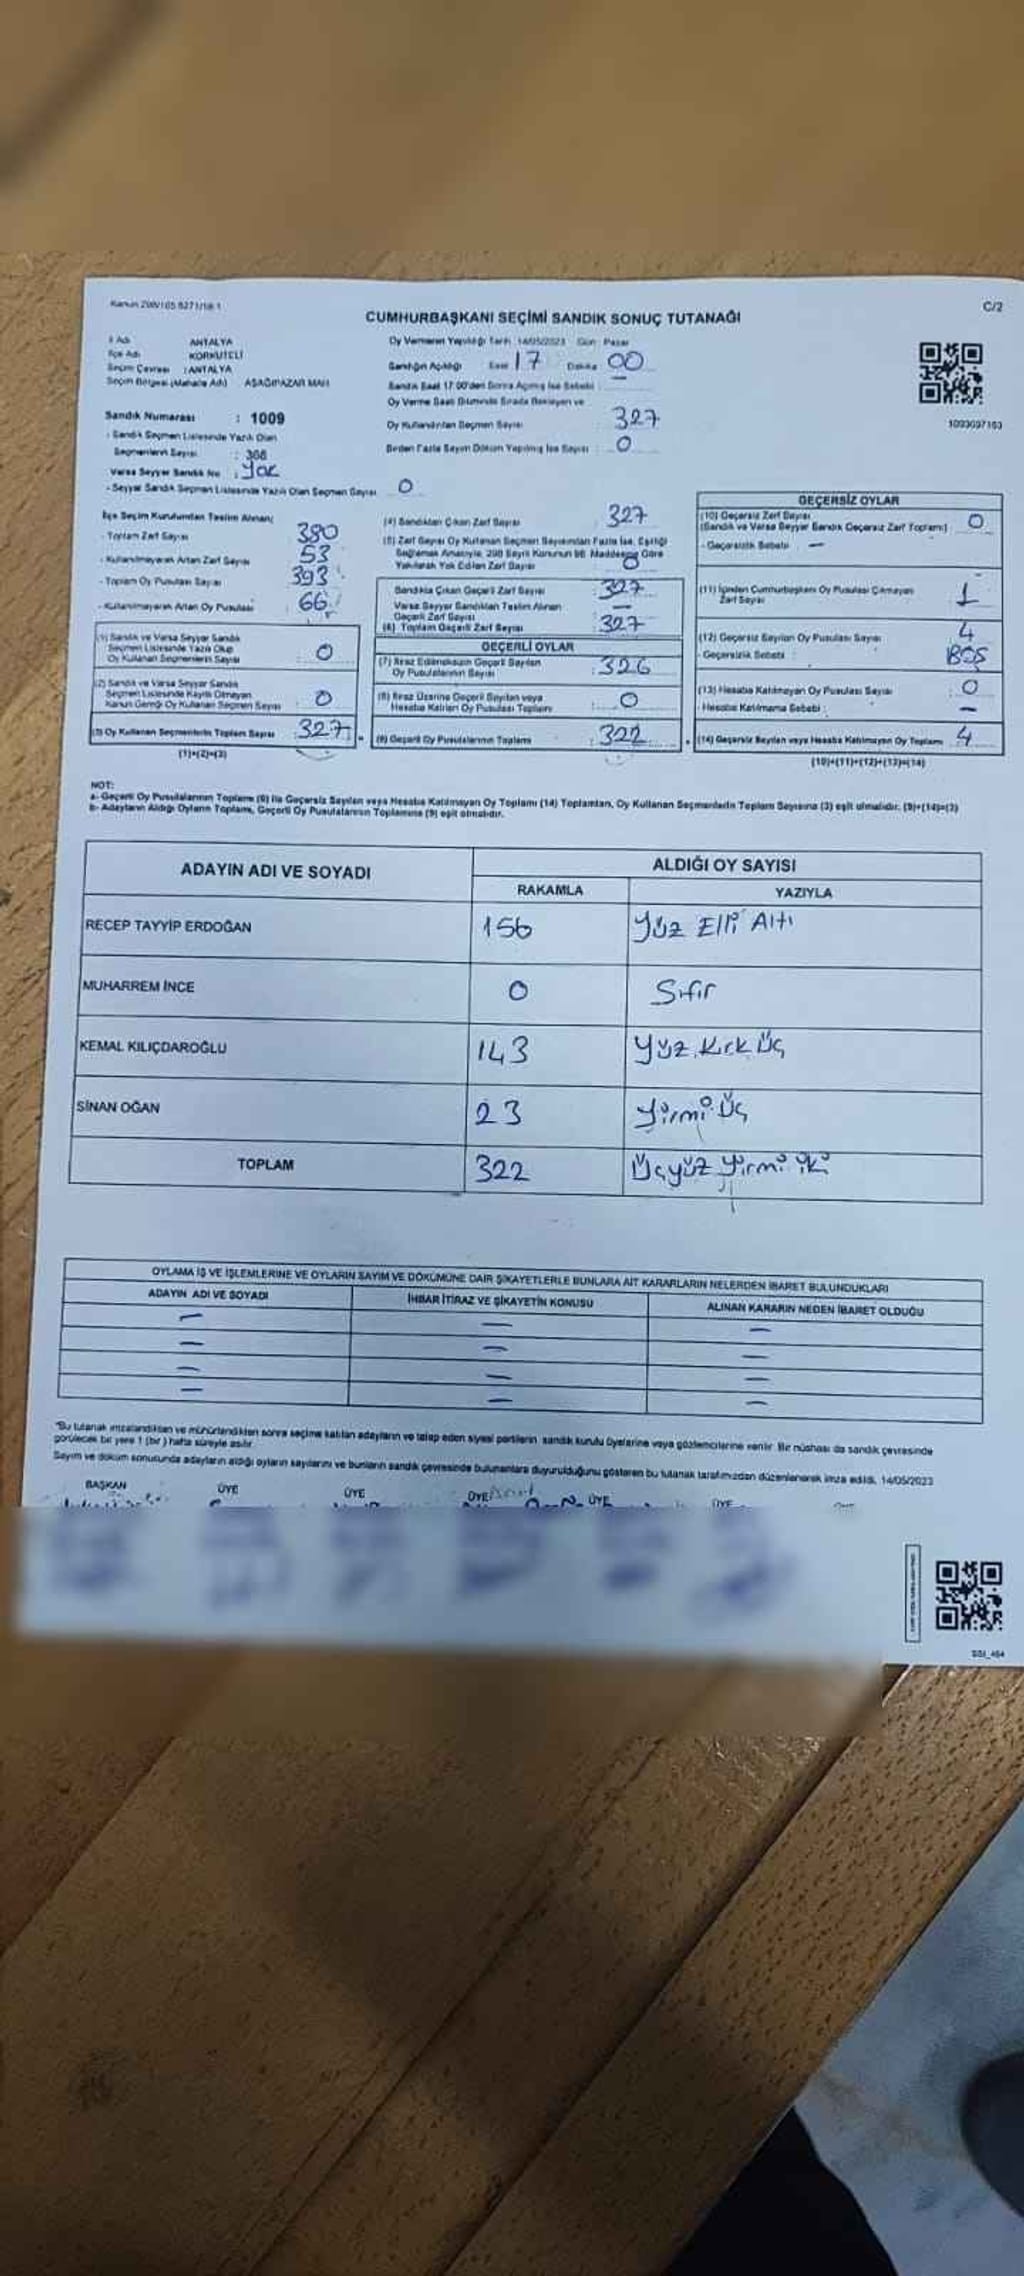 C/2
CUMHURBAŞKANI SEÇİMİ SANDIK SONUÇ TUTANAĞI
İl Adı ANTALYA
İlçe Adı KORKUTELİ
Seçim Çevresi : ANTALYA
Seçim Bölgesi (Mahalle Adı) AŞAĞIPAZAR MAH
Oy Vermenin Yapıldığı Tarih 14/05/2023 Gün Pazar
Sandığın Açıldığı Saat 17 Dakika 00
Sandık Saat 17:00'den Sonra Açılmış İse Sebebi –
Oy Verme Saati Bitiminde Sırada Bekleyen ve
Oy Kullandırılan Seçmen Sayısı 327
Birden Fazla Sayım Döküm Yapılmış İse Sayısı 0
1093097163
Sandık Numarası : 1009
- Sandık Seçmen Listesinde Yazılı Olan
Seçmenlerin Sayısı : 368
Varsa Seyyar Sandık No : Yok
- Seyyar Sandık Seçmen Listesinde Yazılı Olan Seçmen Sayısı 0
İlçe Seçim Kurulundan Teslim Alınan;
- Toplam Zarf Sayısı 380
- Kullanılmayarak Artan Zarf Sayısı 53
- Toplam Oy Pusulası Sayısı 393
- Kullanılmayarak Artan Oy Pusulası 66
(1) Sandık ve Varsa Seyyar Sandık
Seçmen Listesinde Yazılı Olup
Oy Kullanan Seçmenlerin Sayısı 0
(2) Sandık ve Varsa Seyyar Sandık
Seçmen Listesinde Kayıtlı Olmayan
Kanun Gereği Oy Kullanan Seçmen Sayısı 0
(3) Oy Kullanan Seçmenlerin Toplam Sayısı 327
(1)+(2)=(3)
(4) Sandıktan Çıkan Zarf Sayısı 327
(5) Zarf Sayısı Oy Kullanan Seçmen Sayısından Fazla İse, Eşitliği
Sağlamak Amacıyla, 298 Sayılı Kanunun 98. Maddesine Göre
Yakılarak Yok Edilen Zarf Sayısı 0
Sandıkta Çıkan Geçerli Zarf Sayısı 327
Varsa Seyyar Sandıktan Teslim Alınan
Geçerli Zarf Sayısı –
(6) Toplam Geçerli Zarf Sayısı 327
GEÇERLİ OYLAR
(7) İtiraz Edilmeksizin Geçerli Sayılan
Oy Pusulalarının Sayısı : 326
(8) İtiraz Üzerine Geçerli Sayılan veya
Hesaba Katılan Oy Pusulası Toplamı : 0
(9) Geçerli Oy Pusulalarının Toplamı : 322
GEÇERSİZ OYLAR
(10) Geçersiz Zarf Sayısı
(Sandık ve Varsa Seyyar Sandık Geçersiz Zarf Toplamı) : 0
- Geçersizlik Sebebi –
(11) İçinden Cumhurbaşkanı Oy Pusulası Çıkmayan
Zarf Sayısı 1
(12) Geçersiz Sayılan Oy Pusulası Sayısı 4
- Geçersizlik Sebebi : BOŞ
(13) Hesaba Katılmayan Oy Pusulası Sayısı : 0
- Hesaba Katılmama Sebebi : –
(14) Geçersiz Sayılan veya Hesaba Katılmayan Oy Toplamı 4
(10)+(11)+(12)+(13)=(14)
NOT:
a- Geçerli Oy Pusulalarının Toplamı (9) ile Geçersiz Sayılan veya Hesaba Katılmayan Oy Toplamı (14) Toplamları, Oy Kullanan Seçmenlerin Toplam Sayısına (3) eşit olmalıdır. (9)+(14)=(3)
b- Adayların Aldığı Oyların Toplamı, Geçerli Oy Pusulalarının Toplamına (9) eşit olmalıdır.
ADAYIN ADI VE SOYADI
ALDIĞI OY SAYISI
RAKAMLA YAZIYLA
RECEP TAYYİP ERDOĞAN 156 Yüz Elli Altı
MUHARREM İNCE 0 Sıfır
KEMAL KILIÇDAROĞLU 143 Yüz Kırk Üç
SİNAN OĞAN 23 Yirmi Üç
TOPLAM 322 Üçyüz Yirmi iki
OYLAMA İŞ VE İŞLEMLERİNE VE OYLARIN SAYIM VE DÖKÜMÜNE DAİR ŞİKAYETLERLE BUNLARA AİT KARARLARIN NELERDEN İBARET BULUNDUKLARI
ADAYIN ADI VE SOYADI İHBAR İTİRAZ VE ŞİKAYETİN KONUSU ALINAN KARARIN NEDEN İBARET OLDUĞU
– – –
– – –
– – –
– – –
*Bu tutanak imzalandıktan ve mühürlendikten sonra seçime katılan adayların ve talep eden siyasi partilerin sandık kurulu üyelerine veya gözlemcilerine verilir. Bir nüshası da sandık çevresinde
görülecek bir yere 1 (bir) hafta süreyle asılır.
Sayım ve döküm sonucunda adayların aldığı oyların sayılarını ve bunların sandık çevresinde bulunanlara duyurulduğunu gösteren bu tutanak tarafımızdan düzenlenerek imza edildi. 14/05/2023
BAŞKAN ÜYE ÜYE ÜYE ÜYE ÜYE